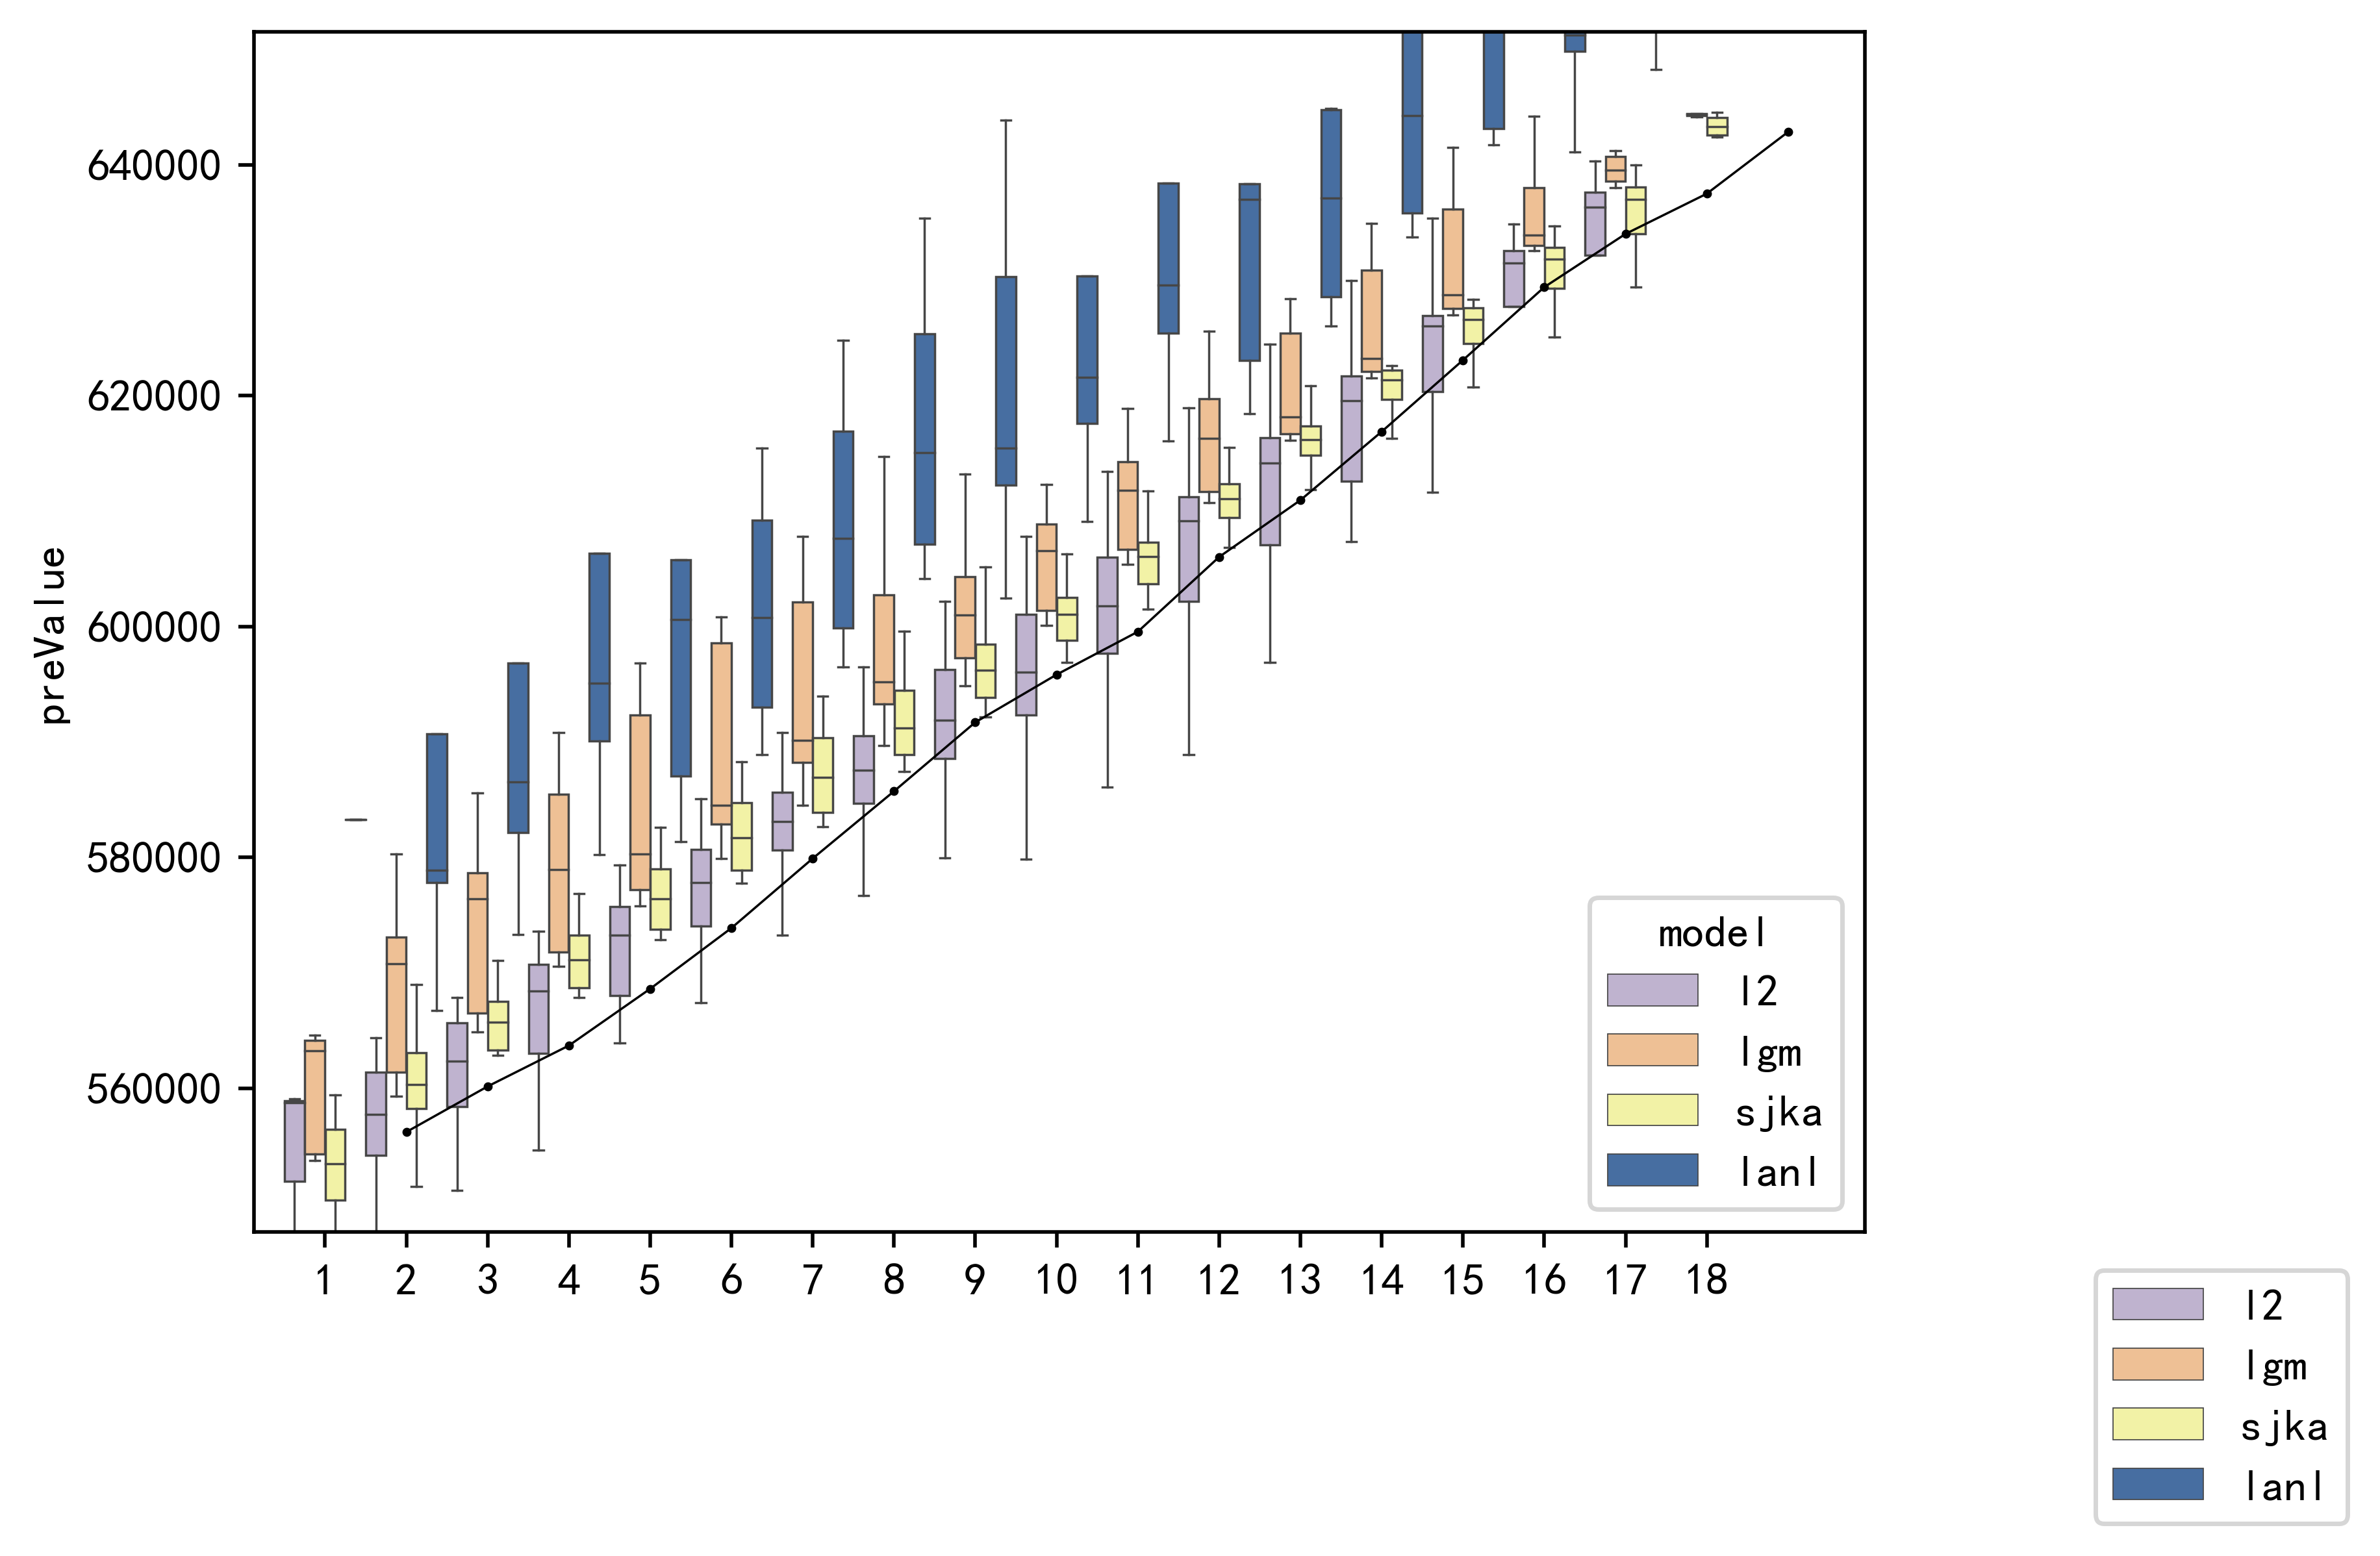 preValue
640000
620000
600000
580000
560000
1 2 3 4 5 6 7 8 9 10 11 12 13 14 15 16 17 18
model
l2
lgm
sjka
lanl
l2
lgm
sjka
lanl